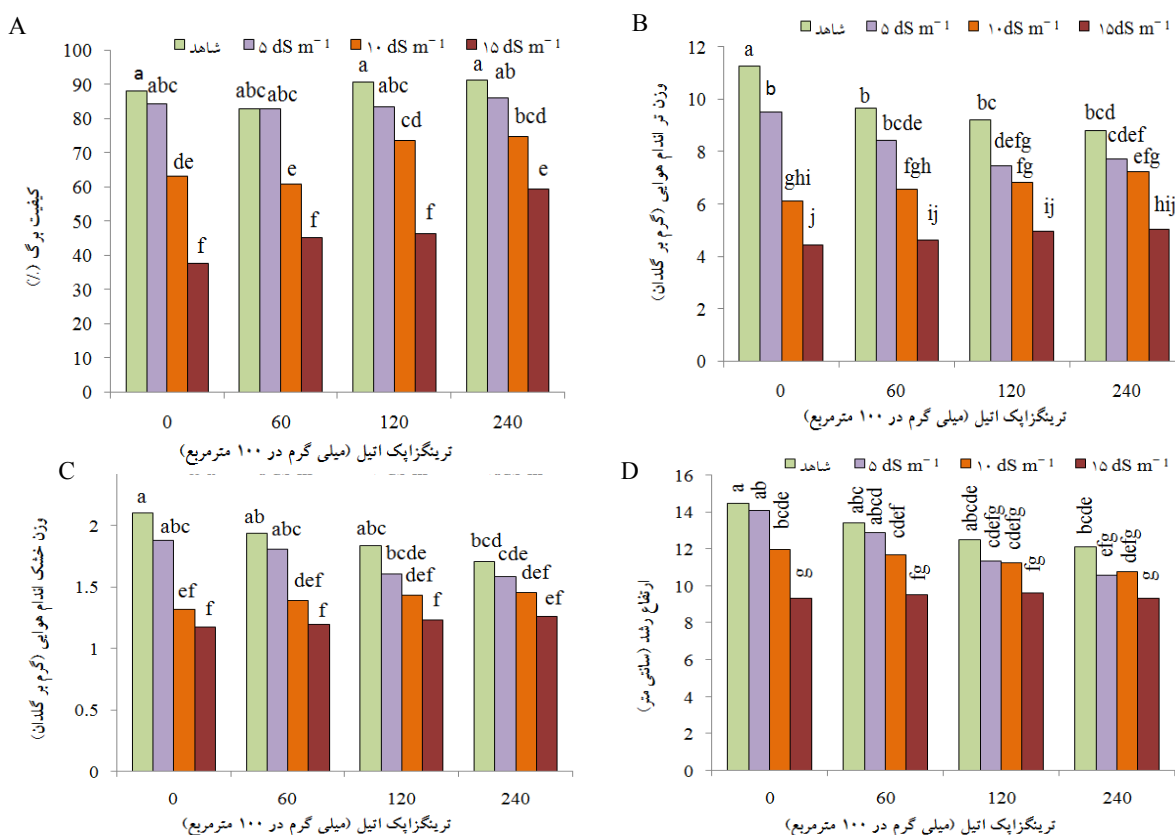 A
شاهد ۵ dS m⁻¹ ۱۰ dS m⁻¹ ۱۵ dS m⁻¹
100
90
80
70
60
50
40
30
20
10
0
a abc de f
abc abc e f
a abc cd f
a ab bcd e
کیفیت برگ (٪)
0 60 120 240
ترینگزاپک اتیل (میلی گرم در ۱۰۰ مترمربع)
B
شاهد ۵ dS m⁻¹ ۱۰dS m⁻¹ ۱۵dS m⁻¹
12
10
8
6
4
2
0
a b ghi j
b bcde fgh ij
bc defg fg ij
bcd cdef efg hij
وزن تر اندام هوایی (گرم بر گلدان)
0 60 120 240
ترینگزاپک اتیل (میلی گرم در ۱۰۰ مترمربع)
C
2
1.5
1
0.5
0
a abc ef f
ab abc def f
abc bcde def f
bcd cde def ef
وزن خشک اندام هوایی (گرم بر گلدان)
0 60 120 240
ترینگزاپک اتیل (میلی گرم در ۱۰۰ مترمربع)
D
شاهد ۵ dS m⁻¹ ۱۰ dS m⁻¹ ۱۵ dS m⁻¹
16
14
12
10
8
6
4
2
0
a ab bcde g
abc abcd cdef fg
abcde cdefg cdefg fg
bcde efg defg g
ارتفاع رشد (سانتی متر)
0 60 120 240
ترینگزاپک اتیل (میلی گرم در ۱۰۰ مترمربع)